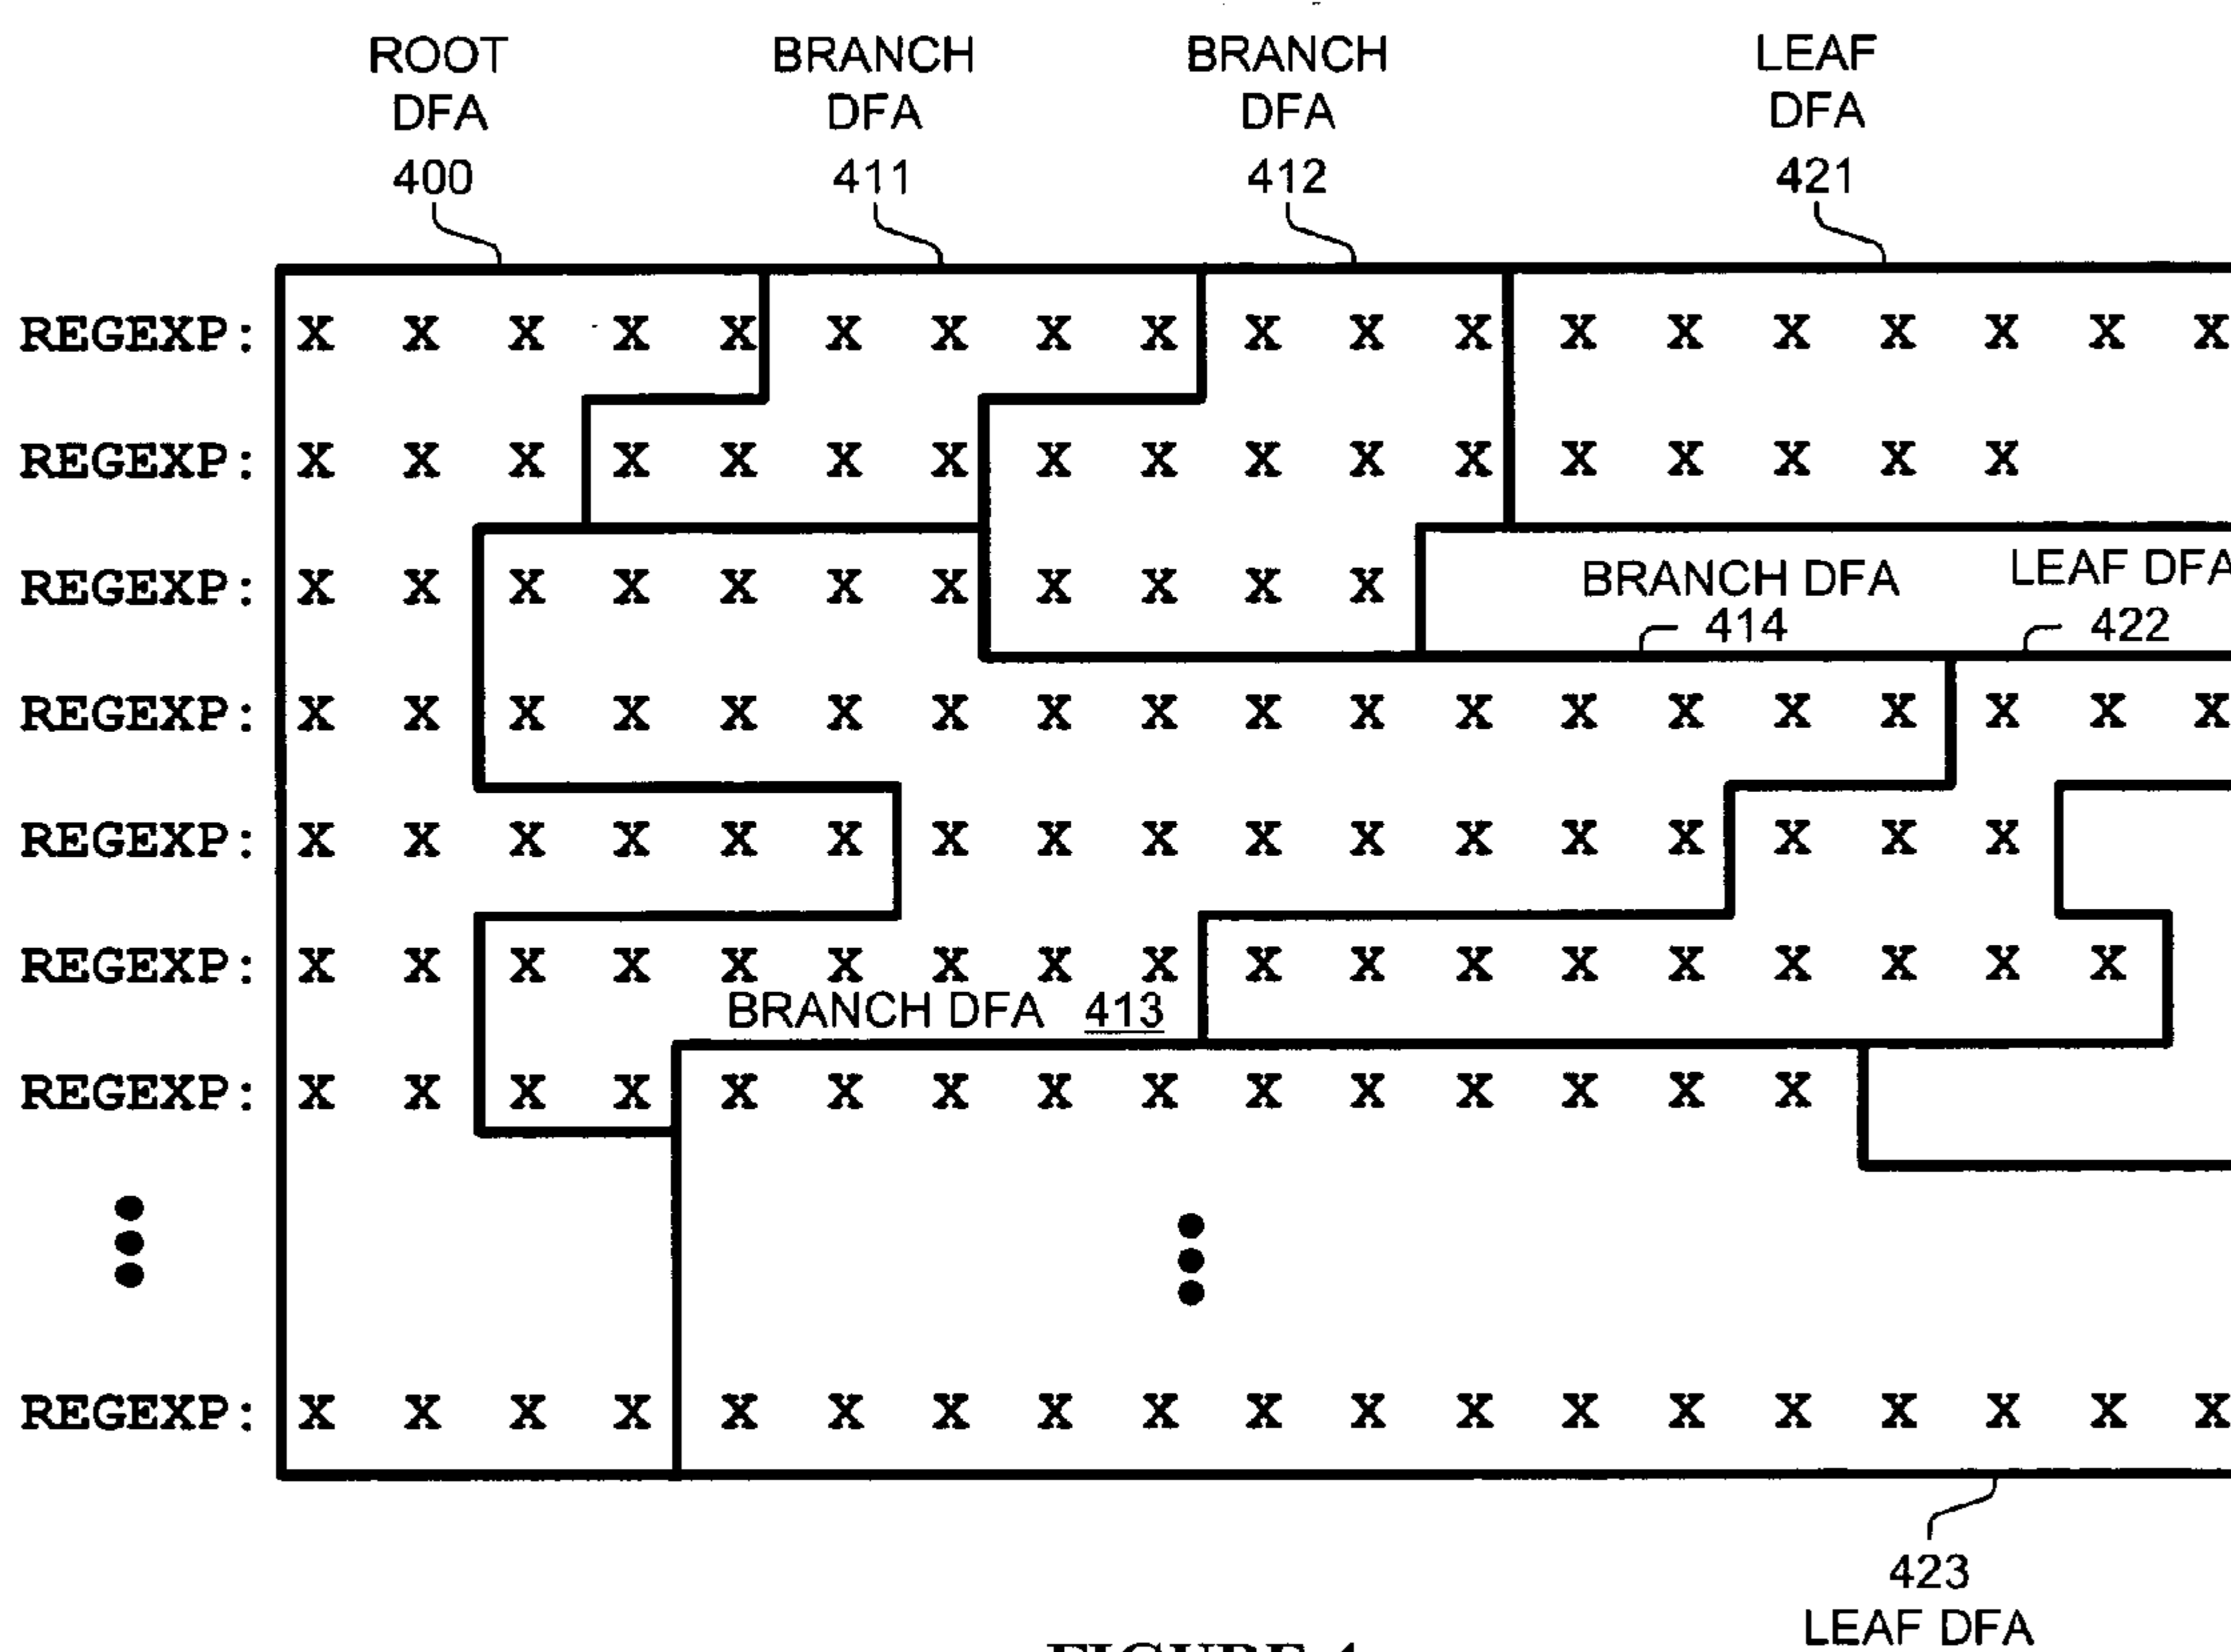 ROOT DFA 400
BRANCH DFA 411
BRANCH DFA 412
LEAF DFA 421
REGEXP: X X X X X X X X X X X X X X X X X X X
REGEXP: X X X X X X X X X X X X X X X X X
BRANCH DFA 414
LEAF DFA 422
REGEXP: X X X X X X X X X X X
REGEXP: X X X X X X X X X X X X X X X X X X X
REGEXP: X X X X X X X X X X X X X X X X X
REGEXP: X X X X X X X X X X X X X X X X X X
BRANCH DFA 413
REGEXP: X X X X X X X X X X X X X X X
REGEXP: X X X X X X X X X X X X X X X X X X X
423
LEAF DFA